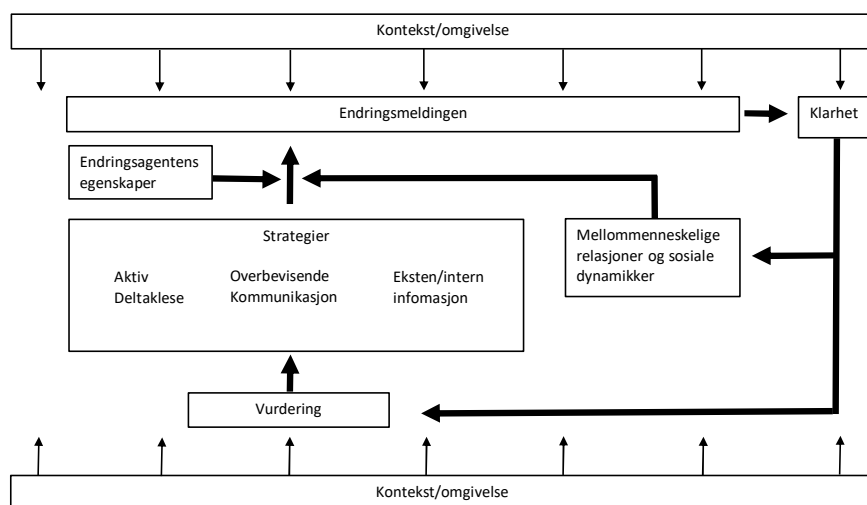 Kontekst/omgivelse
Endringsmeldingen
Klarhet
Endringsagentens
egenskaper
Strategier
Aktiv
Deltaklese
Overbevisende
Kommunikasjon
Eksten/intern
infomasjon
Mellommenneskelige
relasjoner og sosiale
dynamikker
Vurdering
Kontekst/omgivelse